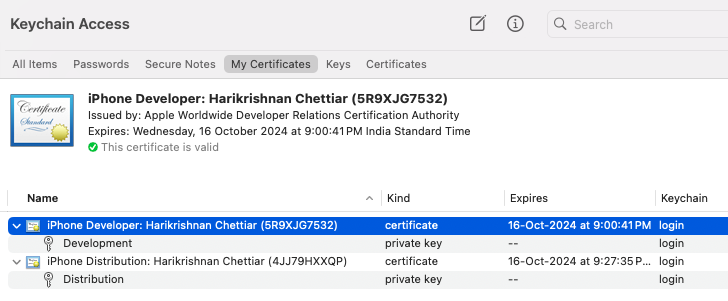 Keychain Access
Search
All Items Passwords Secure Notes My Certificates Keys Certificates
Certificate
Standard
iPhone Developer: Harikrishnan Chettiar (5R9XJG7532)
Issued by: Apple Worldwide Developer Relations Certification Authority
Expires: Wednesday, 16 October 2024 at 9:00:41 PM India Standard Time
This certificate is valid
Name Kind Expires Keychain
iPhone Developer: Harikrishnan Chettiar (5R9XJG7532) certificate 16-Oct-2024 at 9:00:41 PM login
Development private key -- login
iPhone Distribution: Harikrishnan Chettiar (4JJ79HXXQP) certificate 16-Oct-2024 at 9:27:35 P... login
Distribution private key -- login